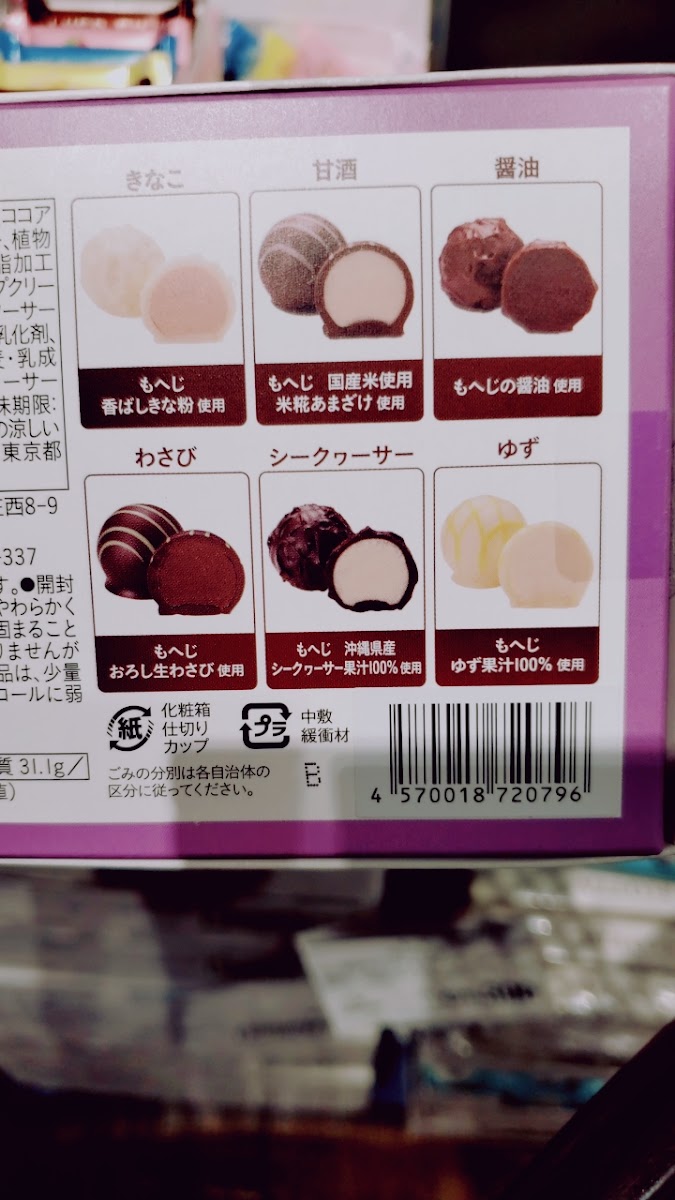 ココア
、植物
脂加工
グクリー
ーサー
乳化剤、
麦・乳成
ーサー
味期限:
の涼しい
東京都
西8-9
-337
す。●開封
やわらかく
固まること
りませんが
品は、少量
コールに弱
質 31.1g/
値)
きなこ
もへじ
香ばしきな粉 使用
甘酒
もへじ 国産米使用
米糀あまざけ 使用
醤油
もへじの醤油 使用
わさび
もへじ
おろし生わさび 使用
シークヮーサー
もへじ 沖縄県産
シークヮーサー果汁100% 使用
ゆず
もへじ
ゆず果汁100% 使用
紙
化粧箱
仕切り
カップ
プラ
中敷
緩衝材
ごみの分別は各自治体の
区分に従ってください。
B
4 570018 720796